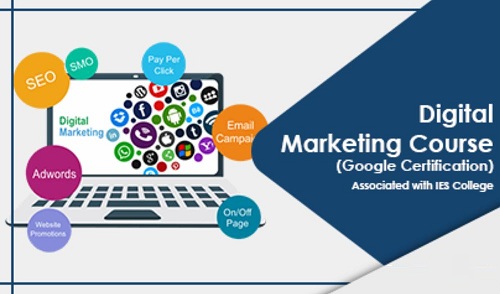 SEO
SMO
Pay Per
Click
Digital
Marketing
Email
Campai
Adwords
Website
Promotions
On/Off
Page
Digital
Marketing Course
(Google Certification)
Associated with IES College